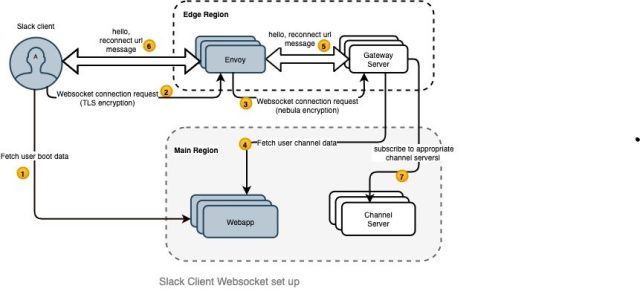 Slack client
A
Edge Region
hello,
reconnect url
message
6
hello, reconnect url
message
5
Envoy
Gateway
Server
Websocket connection request
(TLS encryption)
2
3
Websocket connection request
(nebula encryption)
Main Region
4
Fetch user channel data
subscribe to appropriate
channel servers!
7
Fetch user boot data
1
Webapp
Channel
Server
Slack Client Websocket set up